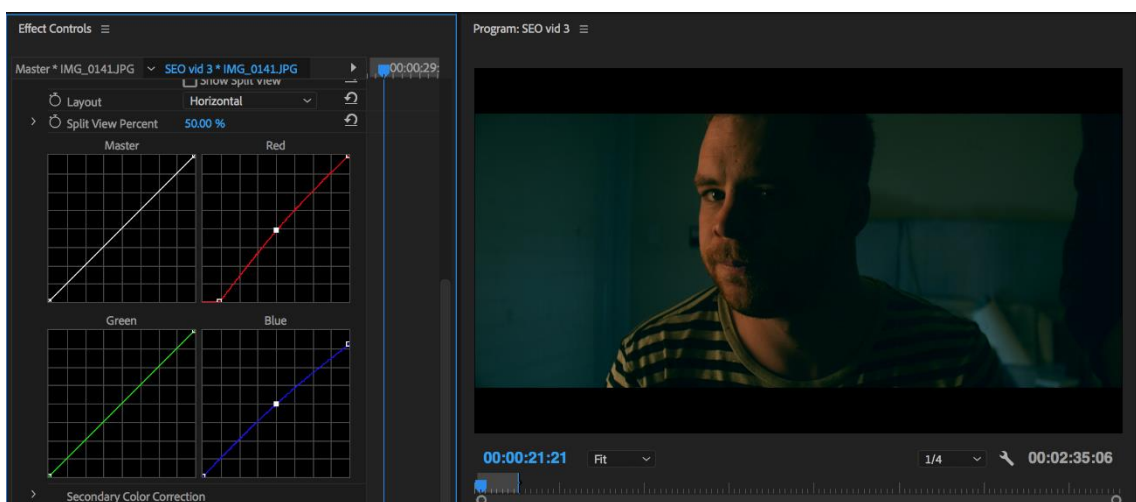 Effect Controls
Program: SEO vid 3
Master * IMG_0141.JPG
SEO vid 3 * IMG_0141.JPG
00:00:29:
Show Split View
Layout
Horizontal
Split View Percent
50.00 %
Master
Red
Green
Blue
Secondary Color Correction
00:00:21:21
Fit
1/4
00:02:35:06